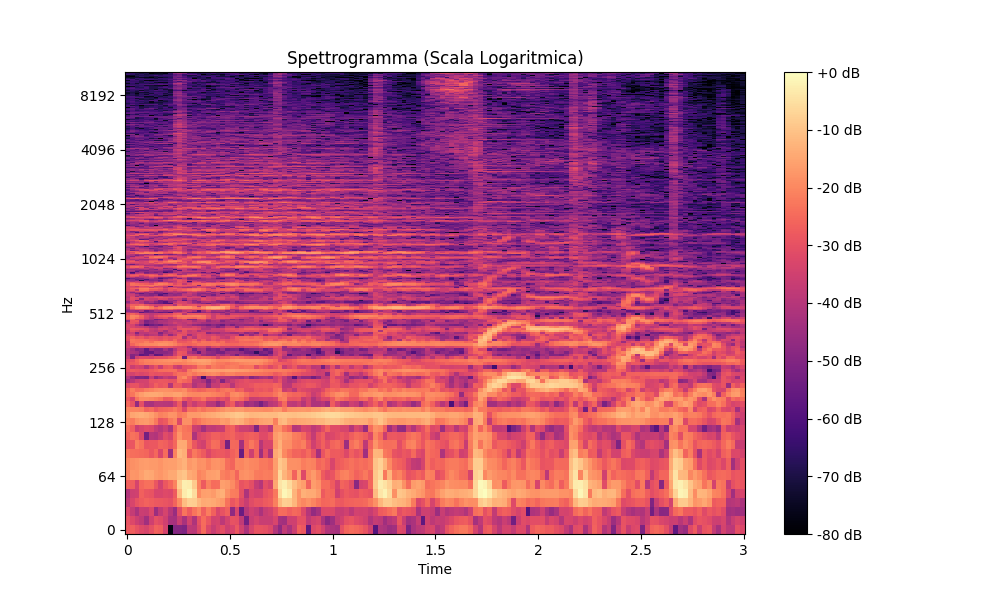 Spettrogramma (Scala Logaritmica)
Hz
8192
4096
2048
1024
512
256
128
64
0
0
0.5
1
1.5
2
2.5
3
Time
+0 dB
-10 dB
-20 dB
-30 dB
-40 dB
-50 dB
-60 dB
-70 dB
-80 dB